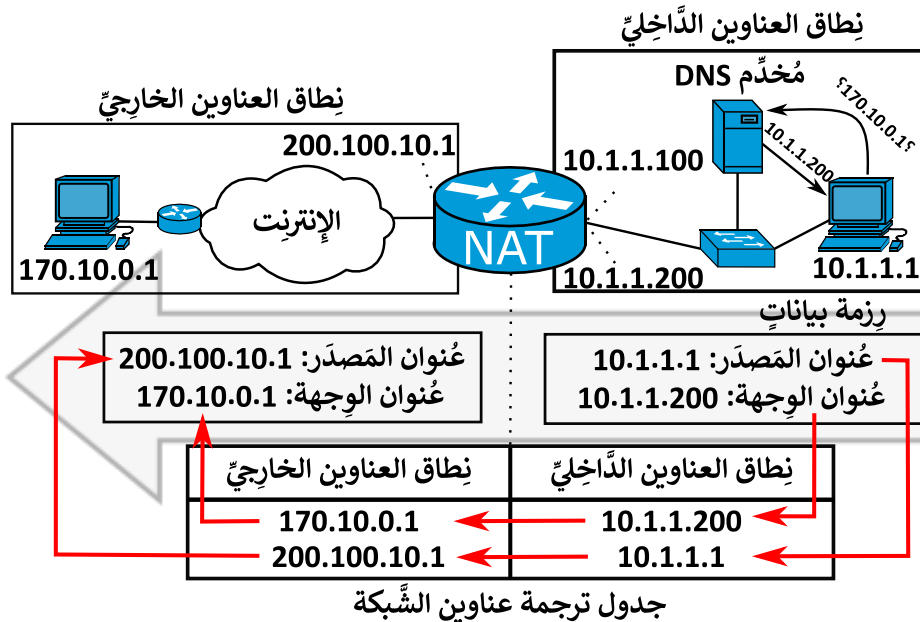 نِطاق العناوين الدَّاخِليِّ
مُخدِّم DNS
؟170.10.0.1؟
10.1.1.200
10.1.1.100
10.1.1.200
10.1.1.1
نِطاق العناوين الخارِجيِّ
200.100.10.1
الإنترنِت
170.10.0.1
NAT
رِزمة بياناتٍ
عُنوان المَصدَر: 10.1.1.1
عُنوان الوِجهة: 10.1.1.200
عُنوان المَصدَر: 200.100.10.1
عُنوان الوِجهة: 170.10.0.1
نِطاق العناوين الدَّاخِليِّ
نِطاق العناوين الخارِجيِّ
10.1.1.200
170.10.0.1
10.1.1.1
200.100.10.1
جدول ترجمة عناوين الشَّبكة